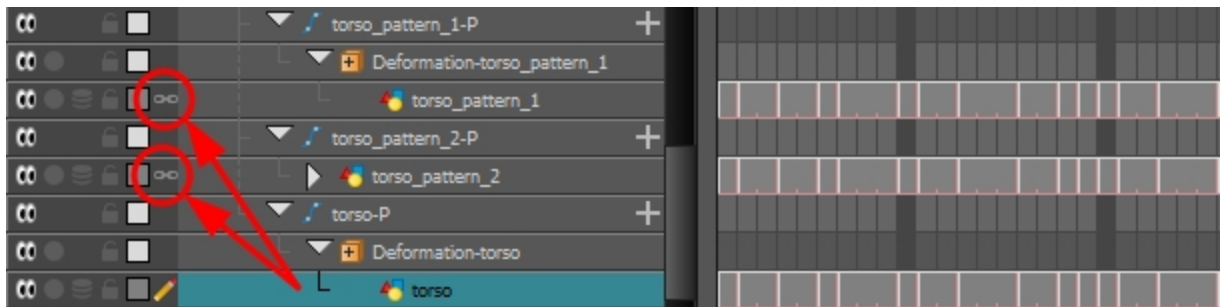 torso_pattern_1-P
Deformation-torso_pattern_1
torso_pattern_1
torso_pattern_2-P
torso_pattern_2
torso-P
Deformation-torso
torso